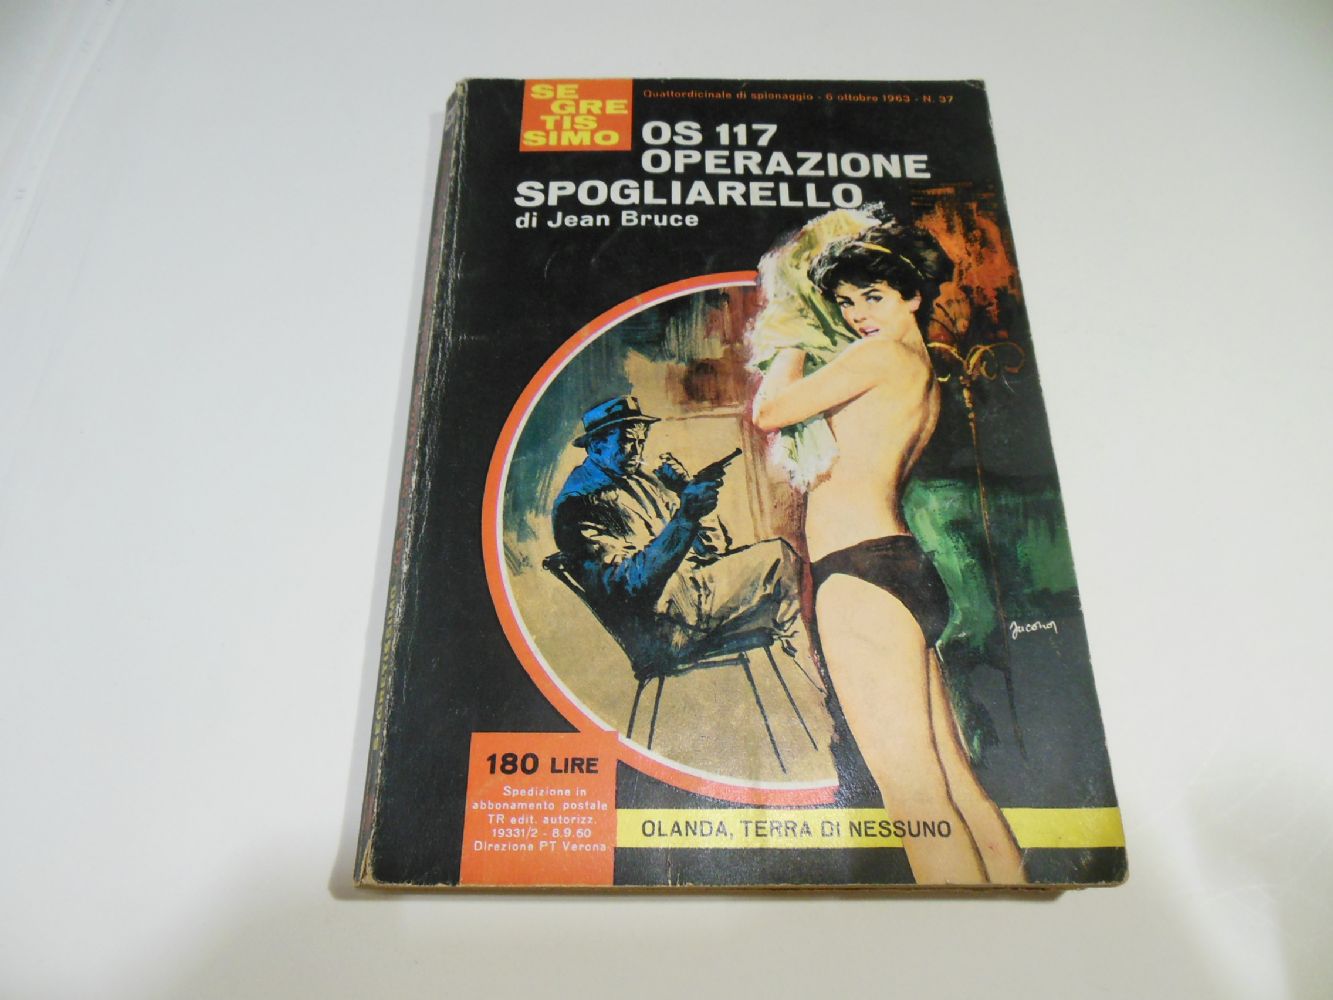 SE
GRE
TIS
SIMO
Quattordicinale di spionaggio - 6 ottobre 1963 - N. 37
OS 117
OPERAZIONE
SPOGLIARELLO
di Jean Bruce
Jacono
180 LIRE
Spedizione in
abbonamento postale
TR edit. autorizz.
19331/2 - 8.9.60
Direzione PT Verona
OLANDA, TERRA DI NESSUNO